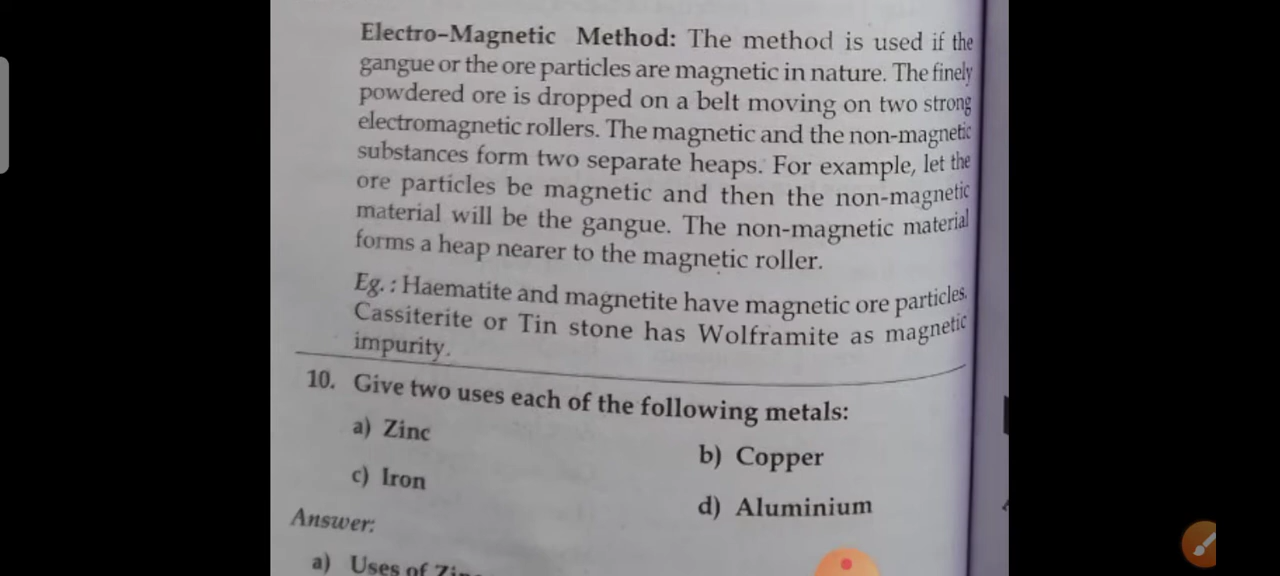 Electro-Magnetic Method: The method is used if the
gangue or the ore particles are magnetic in nature. The finely
powdered ore is dropped on a belt moving on two strong
electromagnetic rollers. The magnetic and the non-magnetic
substances form two separate heaps. For example, let the
ore particles be magnetic and then the non-magnetic
material will be the gangue. The non-magnetic material
forms a heap nearer to the magnetic roller.
Eg. : Haematite and magnetite have magnetic ore particles.
Cassiterite or Tin stone has Wolframite as magnetic
impurity.
10. Give two uses each of the following metals:
a) Zinc
b) Copper
c) Iron
d) Aluminium
Answer:
a) Uses of